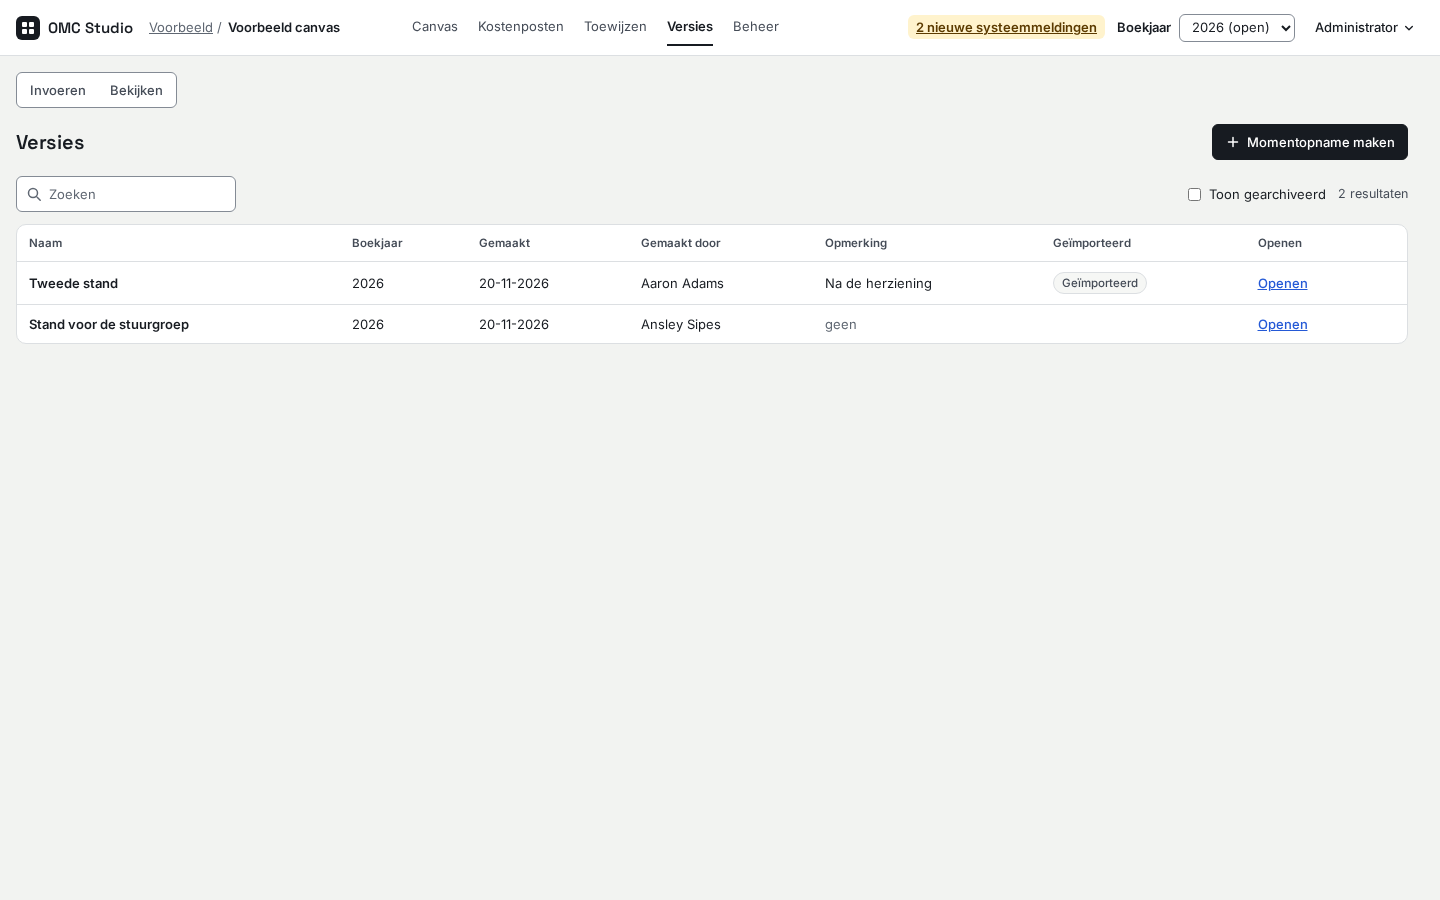 OMC Studio Voorbeeld / Voorbeeld canvas Canvas Kostenposten Toewijzen Versies Beheer 2 nieuwe systeemmeldingen Boekjaar 2026 (open) Administrator
Invoeren Bekijken
Versies Momentopname maken
Zoeken Toon gearchiveerd 2 resultaten
Naam Boekjaar Gemaakt Gemaakt door Opmerking Geïmporteerd Openen
Tweede stand 2026 20-11-2026 Aaron Adams Na de herziening Geïmporteerd Openen
Stand voor de stuurgroep 2026 20-11-2026 Ansley Sipes geen Openen